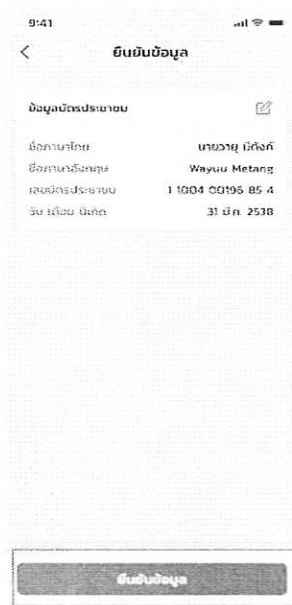 9:41
ยืนยันข้อมูล
ข้อมูลบัตรประชาชน
ชื่อภาษาไทย นายวายุ มีตังค์
ชื่อภาษาอังกฤษ Wayuu Metang
เลขบัตรประชาชน 1 1004 00196 85 4
วัน เดือน ปีเกิด 31 มี.ค. 2538
ยืนยันข้อมูล